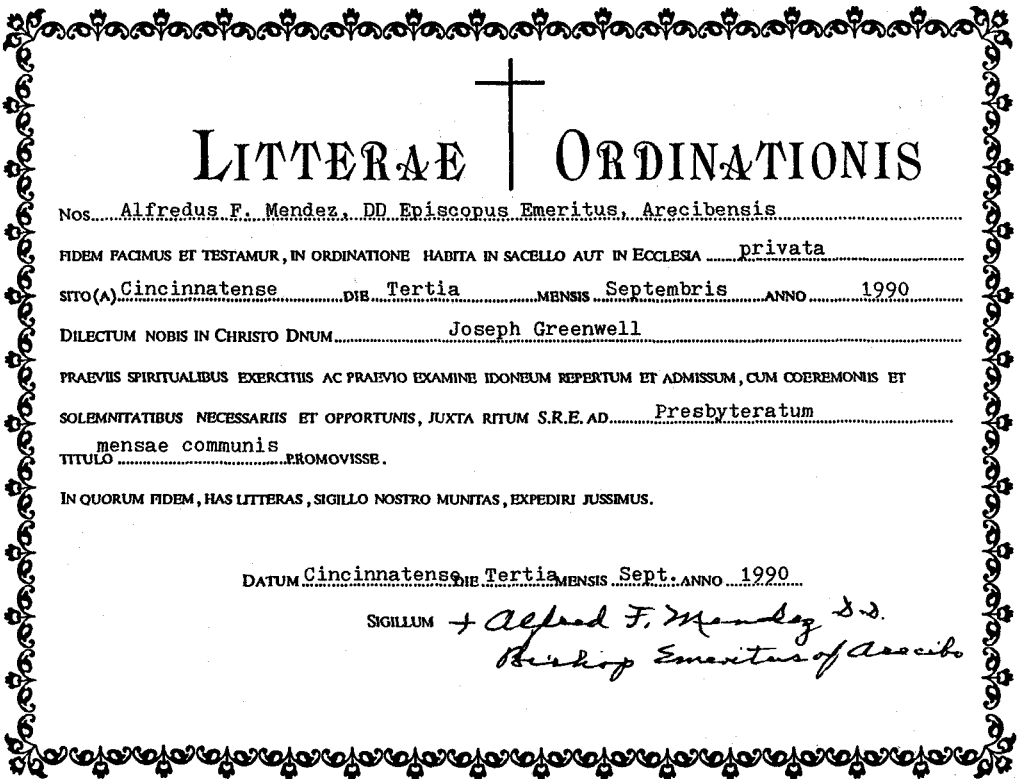 LITTERAE ORDINATIONIS
NOS Alfredus F. Mendez, DD Episcopus Emeritus, Arecibensis
FIDEM FACIMUS ET TESTAMUR, IN ORDINATIONE HABITA IN SACELLO AUT IN ECCLESIA privata
SITO(A) Cincinnatense DIE Tertia MENSIS Septembris ANNO 1990
DILECTUM NOBIS IN CHRISTO DNUM Joseph Greenwell
PRAEVIIS SPIRITUALIBUS EXERCITIIS AC PRAEVIO EXAMINE IDONEUM REPERTUM ET ADMISSUM, CUM COEREMONIIS ET
SOLEMNITATIBUS NECESSARIIS ET OPPORTUNIS, JUXTA RITUM S.R.E. AD Presbyteratum
TITULO mensae communis PROMOVISSE.
IN QUORUM FIDEM, HAS LITTERAS, SIGILLO NOSTRO MUNITAS, EXPEDIRI JUSSIMUS.
DATUM Cincinnatense DIE Tertia MENSIS Sept. ANNO 1990
SIGILLUM + Alfred F. Mendez D.D.
Bishop Emeritus of Arecibo